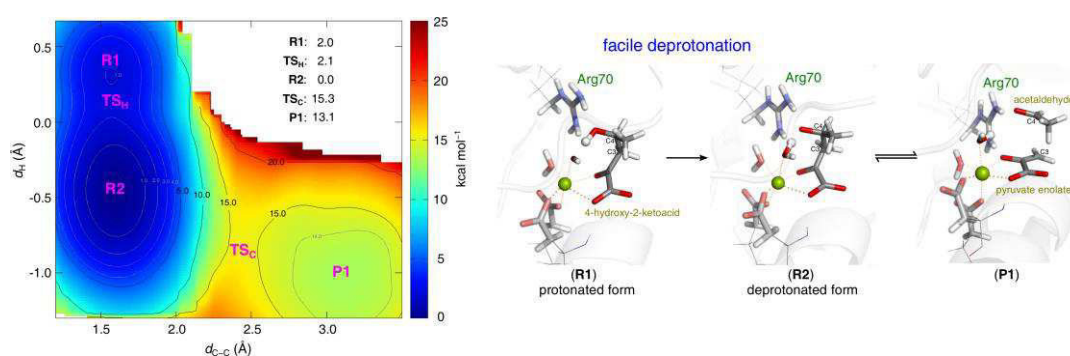 0.5
0.0
-0.5
-1.0
d_H (Å)
1.5 2.0 2.5 3.0
d_C–C (Å)
R1
TS_H
R2
TS_C
P1
R1: 2.0
TS_H: 2.1
R2: 0.0
TS_C: 15.3
P1: 13.1
20.0
5.0
10.0
15.0
15.0
15.0
25
20
15
10
5
0
kcal mol⁻¹
facile deprotonation
Arg70
C4
C3
4-hydroxy-2-ketoacid
(R1)
protonated form
Arg70
C4
C3
(R2)
deprotonated form
Arg70
acetaldehyde
C4
C3
pyruvate enolate
(P1)